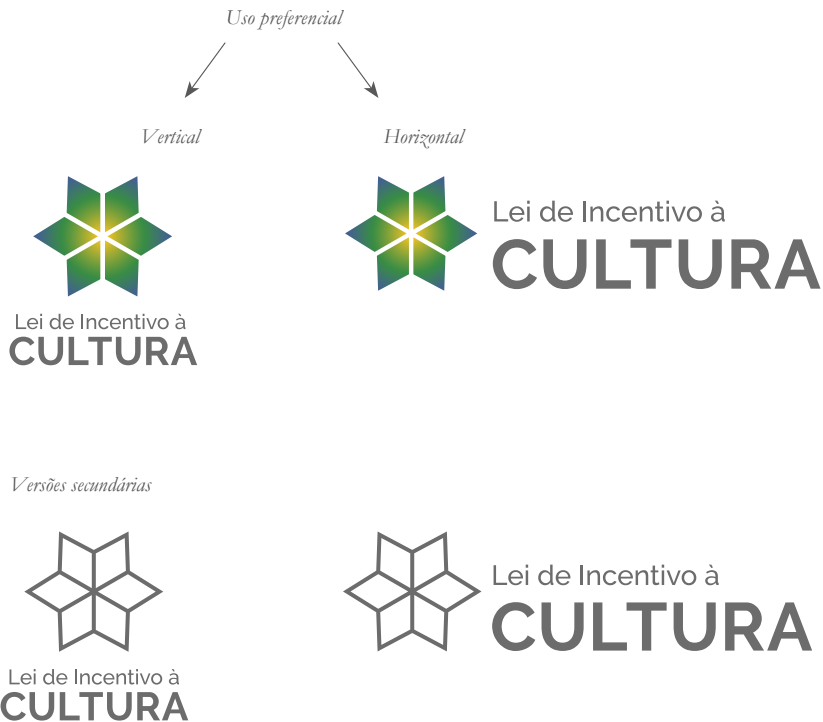 Uso preferencial
Vertical
Horizontal
Lei de Incentivo à
CULTURA
Lei de Incentivo à
CULTURA
Versões secundárias
Lei de Incentivo à
CULTURA
Lei de Incentivo à
CULTURA